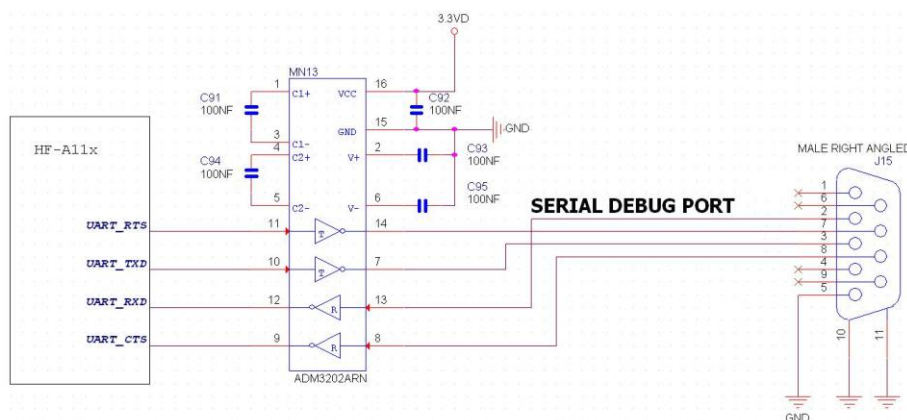 3.3VD
MN13
1 C1+ VCC 16
C91
100NF
C92
100NF
GND 15
GND
3 C1-
4 C2+ V+ 2
C93
100NF
C94
100NF
5 C2- V- 6
C95
100NF
HF-A11x
MALE RIGHT ANGLED
J15
SERIAL DEBUG PORT
UART_RTS 11 T 14
UART_TXD 10 T 7
UART_RXD 12 R 13
UART_CTS 9 R 8
ADM3202ARN
1
6
2
7
3
8
4
9
5
10
11
GND